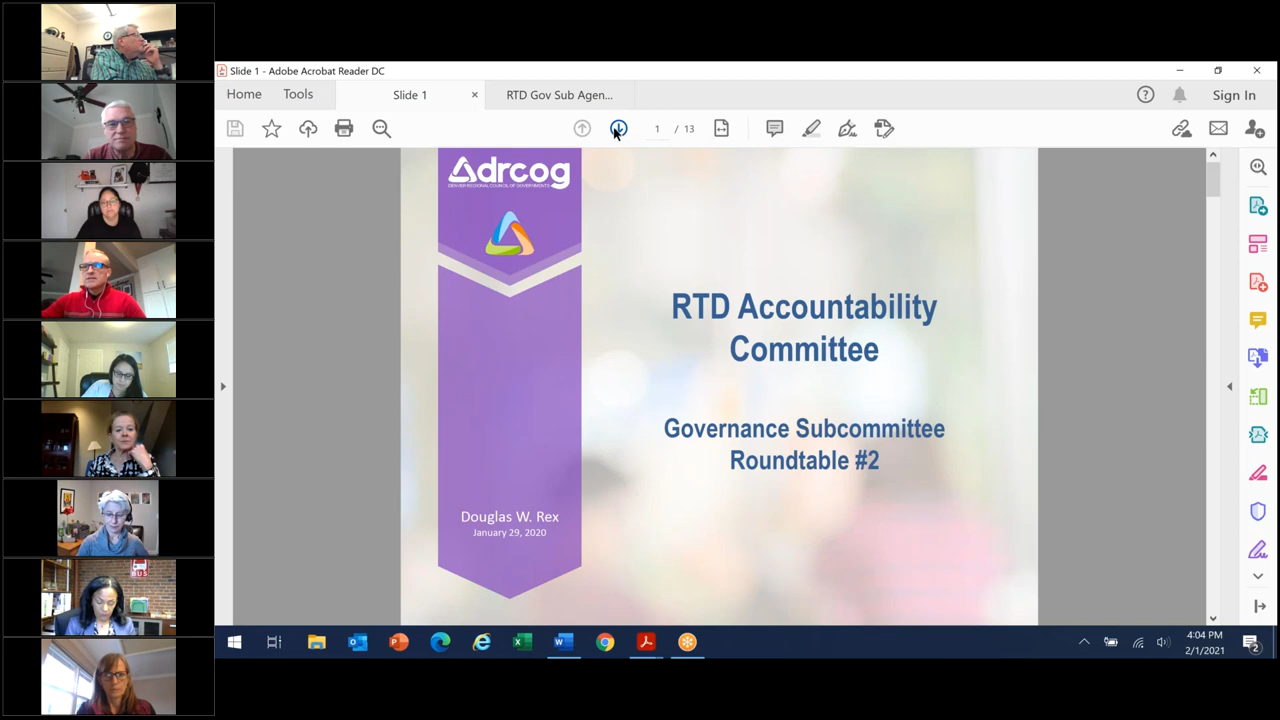 Slide 1 - Adobe Acrobat Reader DC
Home
Tools
Slide 1
RTD Gov Sub Agen...
Sign In
1 / 13
drcog
DENVER REGIONAL COUNCIL OF GOVERNMENTS
RTD Accountability
Committee
Governance Subcommittee
Roundtable #2
Douglas W. Rex
January 29, 2020
4:04 PM
2/1/2021
2